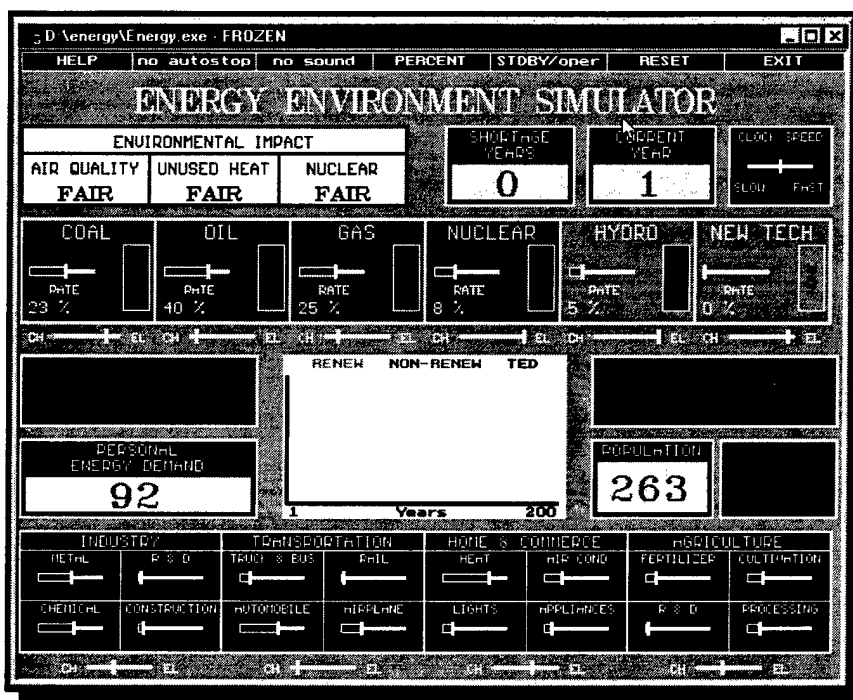 D:\energy\Energy.exe - FROZEN
HELP no autostop no sound PERCENT STDBY/oper RESET EXIT
ENERGY ENVIRONMENT SIMULATOR
ENVIRONMENTAL IMPACT
AIR QUALITY UNUSED HEAT NUCLEAR
FAIR FAIR FAIR
SHORTAGE YEARS
0
CURRENT YEAR
1
CLOCK SPEED
SLOW FAST
COAL OIL GAS NUCLEAR HYDRO NEW TECH
RATE RATE RATE RATE RATE RATE
23 % 40 % 25 % 8 % 5 % 0 %
CH EL CH EL CH EL CH EL CH EL CH EL
RENEW NON-RENEW TED
1 Years 200
PERSONAL
ENERGY DEMAND
92
POPULATION
263
INDUSTRY TRANSPORTATION HOME & COMMERCE AGRICULTURE
METAL R & D TRUCK & BUS RAIL HEAT AIR COND FERTILIZER CULTIVATION
CHEMICAL CONSTRUCTION AUTOMOBILE AIRPLANE LIGHTS APPLIANCES R & D PROCESSING
CH EL CH EL CH EL CH EL